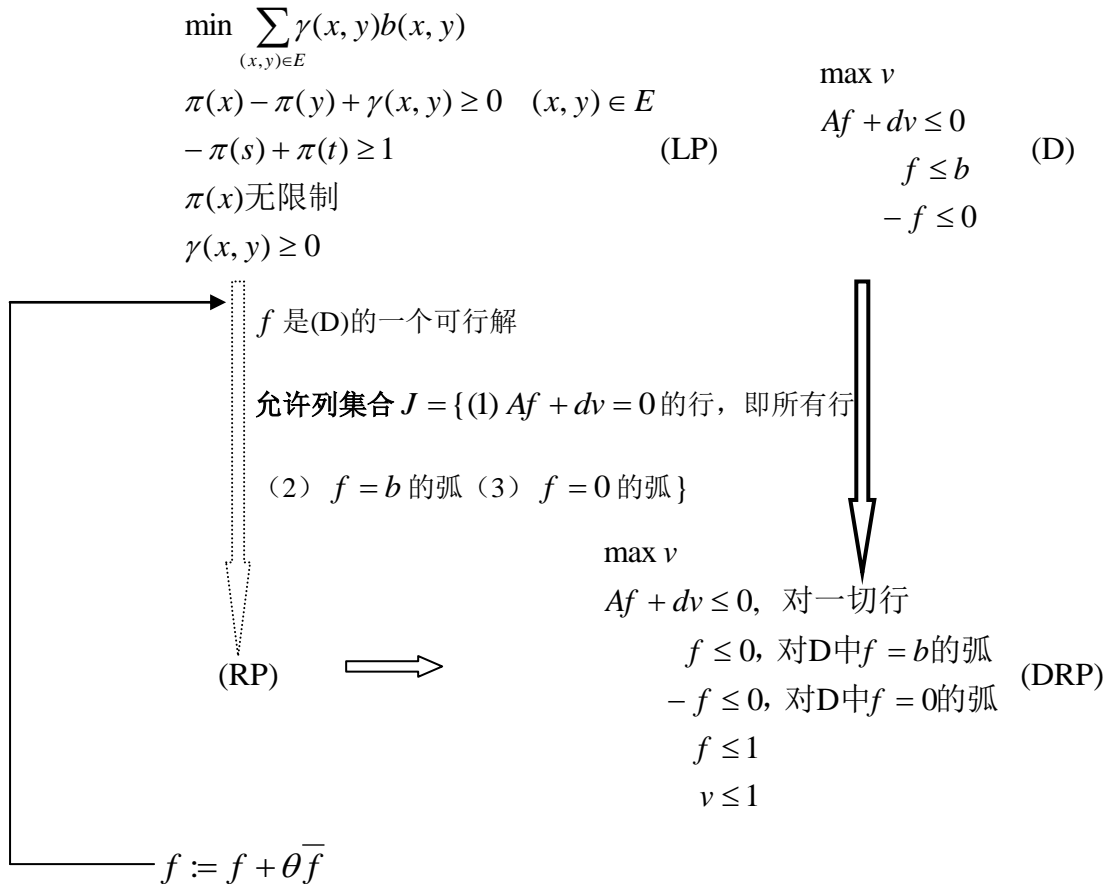 min ∑ γ(x, y)b(x, y)
(x,y)∈E
π(x) − π(y) + γ(x, y) ≥ 0 (x, y) ∈ E
− π(s) + π(t) ≥ 1 (LP)
π(x)无限制
γ(x, y) ≥ 0
max v
Af + dv ≤ 0
f ≤ b (D)
− f ≤ 0
f 是(D)的一个可行解
允许列集合 J = {(1) Af + dv = 0 的行，即所有行
（2） f = b 的弧（3） f = 0 的弧}
(RP)
max v
Af + dv ≤ 0, 对一切行
f ≤ 0, 对D中f = b的弧
− f ≤ 0, 对D中f = 0的弧 (DRP)
f ≤ 1
v ≤ 1
f := f + θf̅